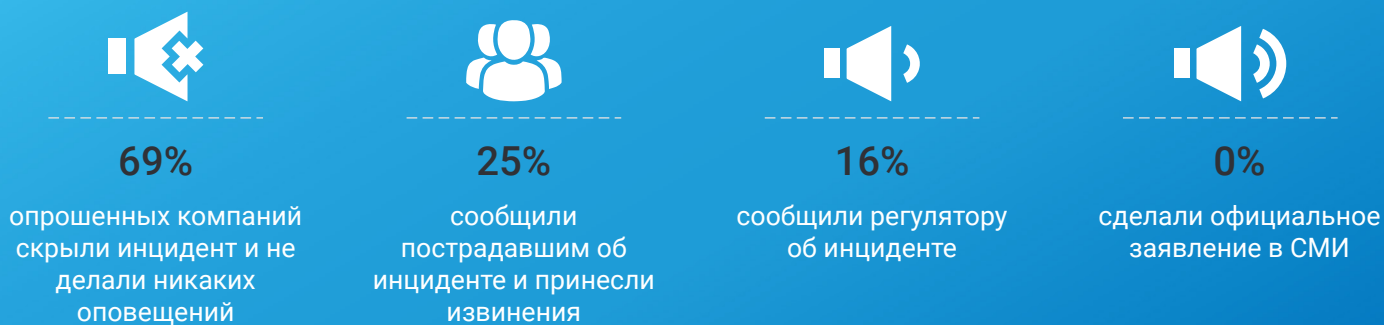 69%
опрошенных компаний
скрыли инцидент и не
делали никаких
оповещений
25%
сообщили
пострадавшим об
инциденте и принесли
извинения
16%
сообщили регулятору
об инциденте
0%
сделали официальное
заявление в СМИ